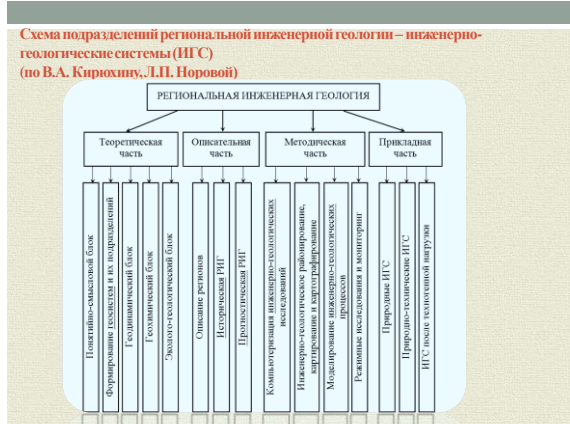 Схема подразделений региональной инженерной геологии – инженерно-
геологические системы (ИГС)
(по В.А. Кирюхину, Л.П. Норовой)
РЕГИОНАЛЬНАЯ ИНЖЕНЕРНАЯ ГЕОЛОГИЯ
Теоретическая
часть
Описательная
часть
Методическая
часть
Прикладная
часть
Понятийно-смысловой блок
Формирование геосистем и их подразделений
Геодинамический блок
Геохимический блок
Эколого-геологический блок
Описание регионов
Историческая РИГ
Прогностическая РИГ
Компьютеризация инженерно-геологических
исследований
Инженерно-геологическое районирование,
картирование и картографирование
Моделирование инженерно-геологических
процессов
Режимные исследования и мониторинг
Природные ИГС
Природно-технические ИГС
ИГС после техногенной нагрузки